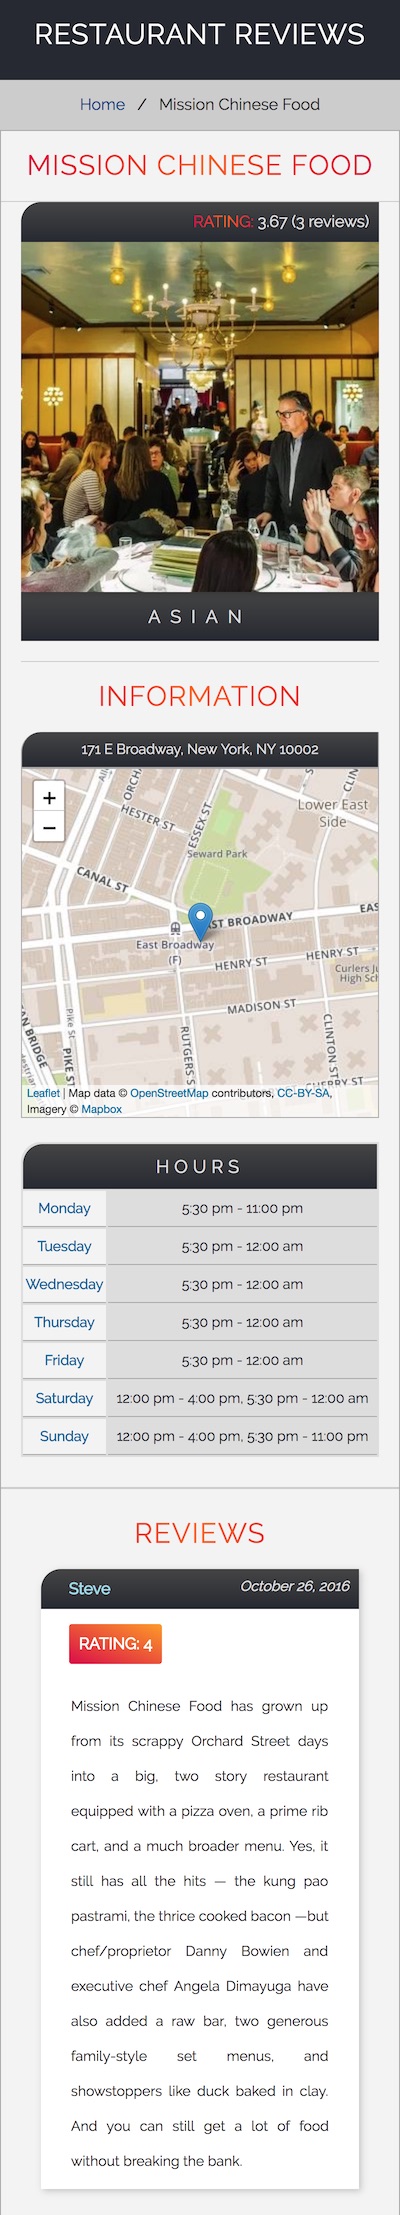 RESTAURANT REVIEWS
Home / Mission Chinese Food
MISSION CHINESE FOOD
RATING: 3.67 (3 reviews)
ASIAN
INFORMATION
171 E Broadway, New York, NY 10002
+
−
ORCH
HESTER ST
ESSEX ST
CLIN
Lower East
Side
Seward Park
CANAL ST
ST BROADWAY
EAS
East Broadway
(F)
HENRY ST
HENRY ST
Curlers Ju
High Sch
MADISON ST
AN BRIDGE
Pike St
PIKE ST
RUTGERS
CLINTON ST
CHERRY ST
Leaflet | Map data © OpenStreetMap contributors, CC-BY-SA,
Imagery © Mapbox
HOURS
Monday 5:30 pm - 11:00 pm
Tuesday 5:30 pm - 12:00 am
Wednesday 5:30 pm - 12:00 am
Thursday 5:30 pm - 12:00 am
Friday 5:30 pm - 12:00 am
Saturday 12:00 pm - 4:00 pm, 5:30 pm - 12:00 am
Sunday 12:00 pm - 4:00 pm, 5:30 pm - 11:00 pm
REVIEWS
Steve October 26, 2016
RATING: 4
Mission Chinese Food has grown up
from its scrappy Orchard Street days
into a big, two story restaurant
equipped with a pizza oven, a prime rib
cart, and a much broader menu. Yes, it
still has all the hits — the kung pao
pastrami, the thrice cooked bacon —but
chef/proprietor Danny Bowien and
executive chef Angela Dimayuga have
also added a raw bar, two generous
family-style set menus, and
showstoppers like duck baked in clay.
And you can still get a lot of food
without breaking the bank.